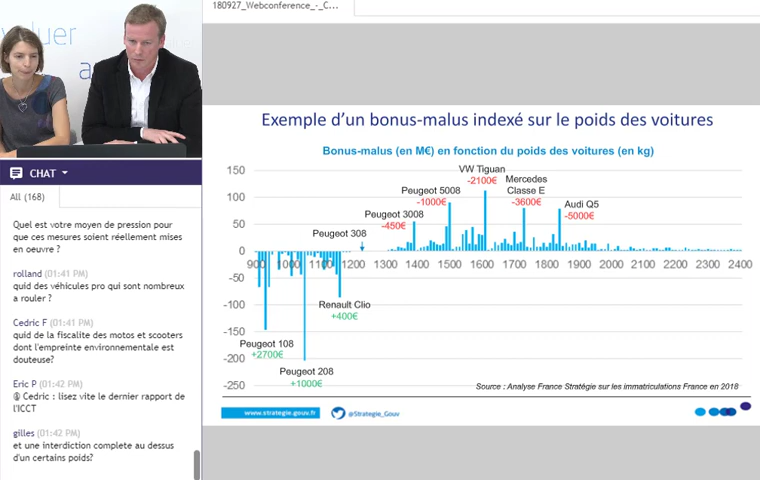 180927_Webconference_-_C...
CHAT
All (168)
Quel est votre moyen de pression pour
que ces mesures soient réellement mises
en oeuvre ?
rolland (01:41 PM)
quid des véhicules pro qui sont nombreux
a rouler ?
Cedric F (01:41 PM)
quid de la fiscalite des motos et scooters
dont l'empreinte environnementale est
douteuse?
Eric P (01:42 PM)
@ Cedric : lisez vite le dernier rapport de
l'ICCT
gilles (01:42 PM)
et une interdiction complete au dessus
d'un certains poids?
Exemple d'un bonus-malus indexé sur le poids des voitures
Bonus-malus (en M€) en fonction du poids des voitures (en kg)
150
100
50
0
-50
-100
-150
-200
-250
900 1000 1100 1200 1300 1400 1500 1600 1700 1800 1900 2000 2100 2200 2300 2400
Peugeot 108
+2700€
Peugeot 208
+1000€
Renault Clio
+400€
Peugeot 308
Peugeot 3008
-450€
Peugeot 5008
-1000€
VW Tiguan
-2100€
Mercedes
Classe E
-3600€
Audi Q5
-5000€
Source : Analyse France Stratégie sur les immatriculations France en 2018
www.strategie.gouv.fr
@Strategie_Gouv